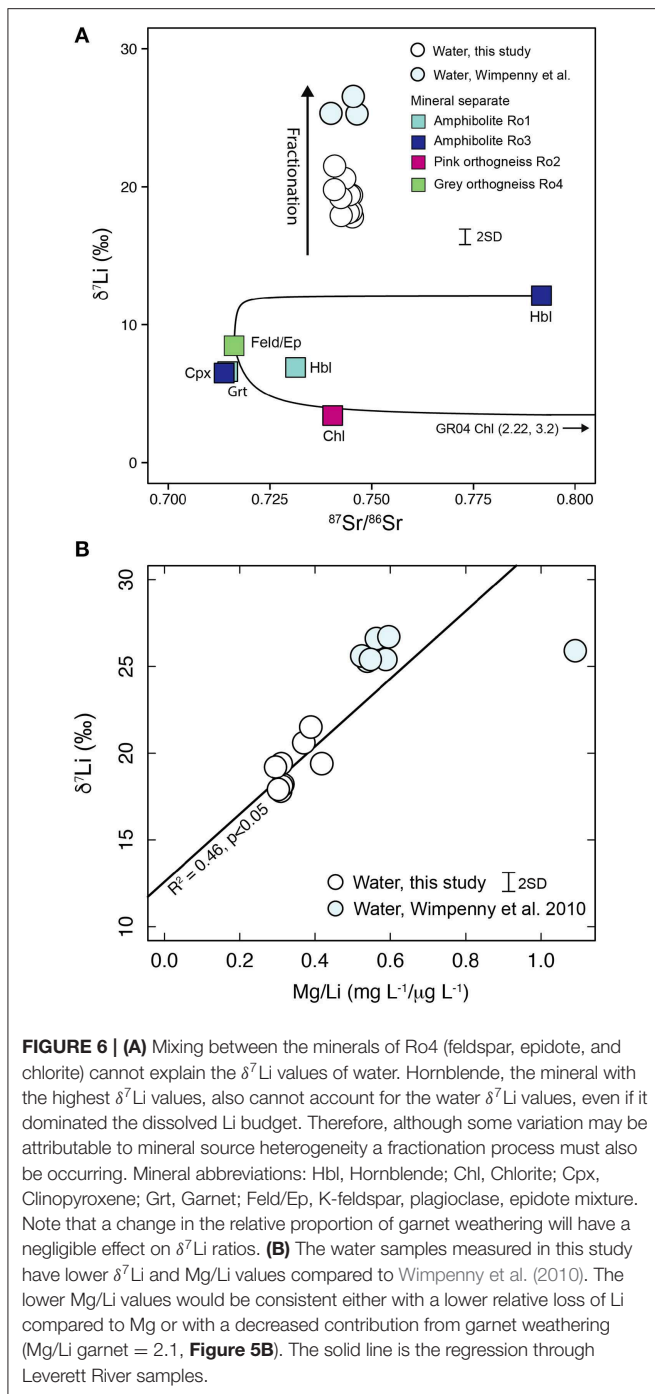 A
30
20
10
0
δ⁷Li (‰)
Fractionation
Water, this study
Water, Wimpenny et al.
Mineral separate
Amphibolite Ro1
Amphibolite Ro3
Pink orthogneiss Ro2
Grey orthogneiss Ro4
2SD
Hbl
Feld/Ep
Cpx
Grt
Hbl
Chl
GR04 Chl (2.22, 3.2)
0.700 0.725 0.750 0.775 0.800
⁸⁷Sr/⁸⁶Sr
B
30
25
20
15
10
δ⁷Li (‰)
R² = 0.46, p<0.05
Water, this study 2SD
Water, Wimpenny et al. 2010
0.0 0.2 0.4 0.6 0.8 1.0
Mg/Li (mg L⁻¹/μg L⁻¹)
FIGURE 6 | (A) Mixing between the minerals of Ro4 (feldspar, epidote, and
chlorite) cannot explain the δ⁷Li values of water. Hornblende, the mineral with
the highest δ⁷Li values, also cannot account for the water δ⁷Li values, even if it
dominated the dissolved Li budget. Therefore, although some variation may be
attributable to mineral source heterogeneity a fractionation process must also
be occurring. Mineral abbreviations: Hbl, Hornblende; Chl, Chlorite; Cpx,
Clinopyroxene; Grt, Garnet; Feld/Ep, K-feldspar, plagioclase, epidote mixture.
Note that a change in the relative proportion of garnet weathering will have a
negligible effect on δ⁷Li ratios. (B) The water samples measured in this study
have lower δ⁷Li and Mg/Li values compared to Wimpenny et al. (2010). The
lower Mg/Li values would be consistent either with a lower relative loss of Li
compared to Mg or with a decreased contribution from garnet weathering
(Mg/Li garnet = 2.1, Figure 5B). The solid line is the regression through
Leverett River samples.